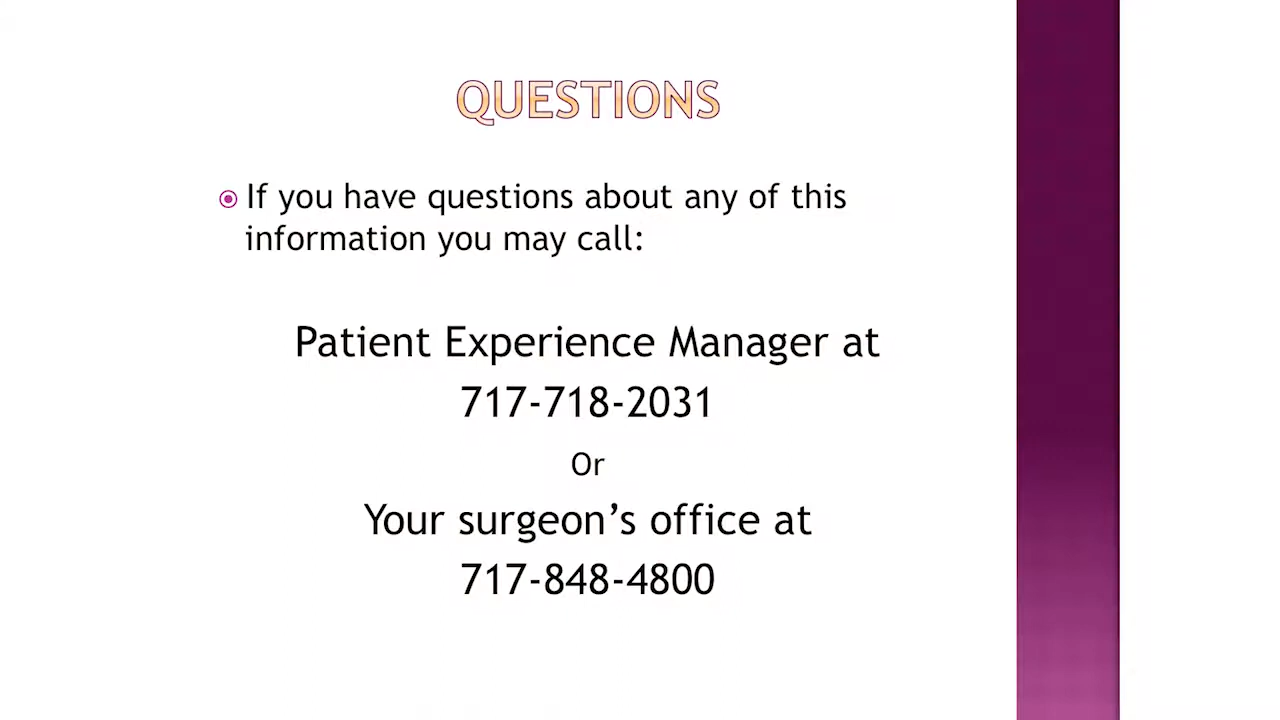 QUESTIONS
If you have questions about any of this
information you may call:
Patient Experience Manager at
717-718-2031
Or
Your surgeon’s office at
717-848-4800